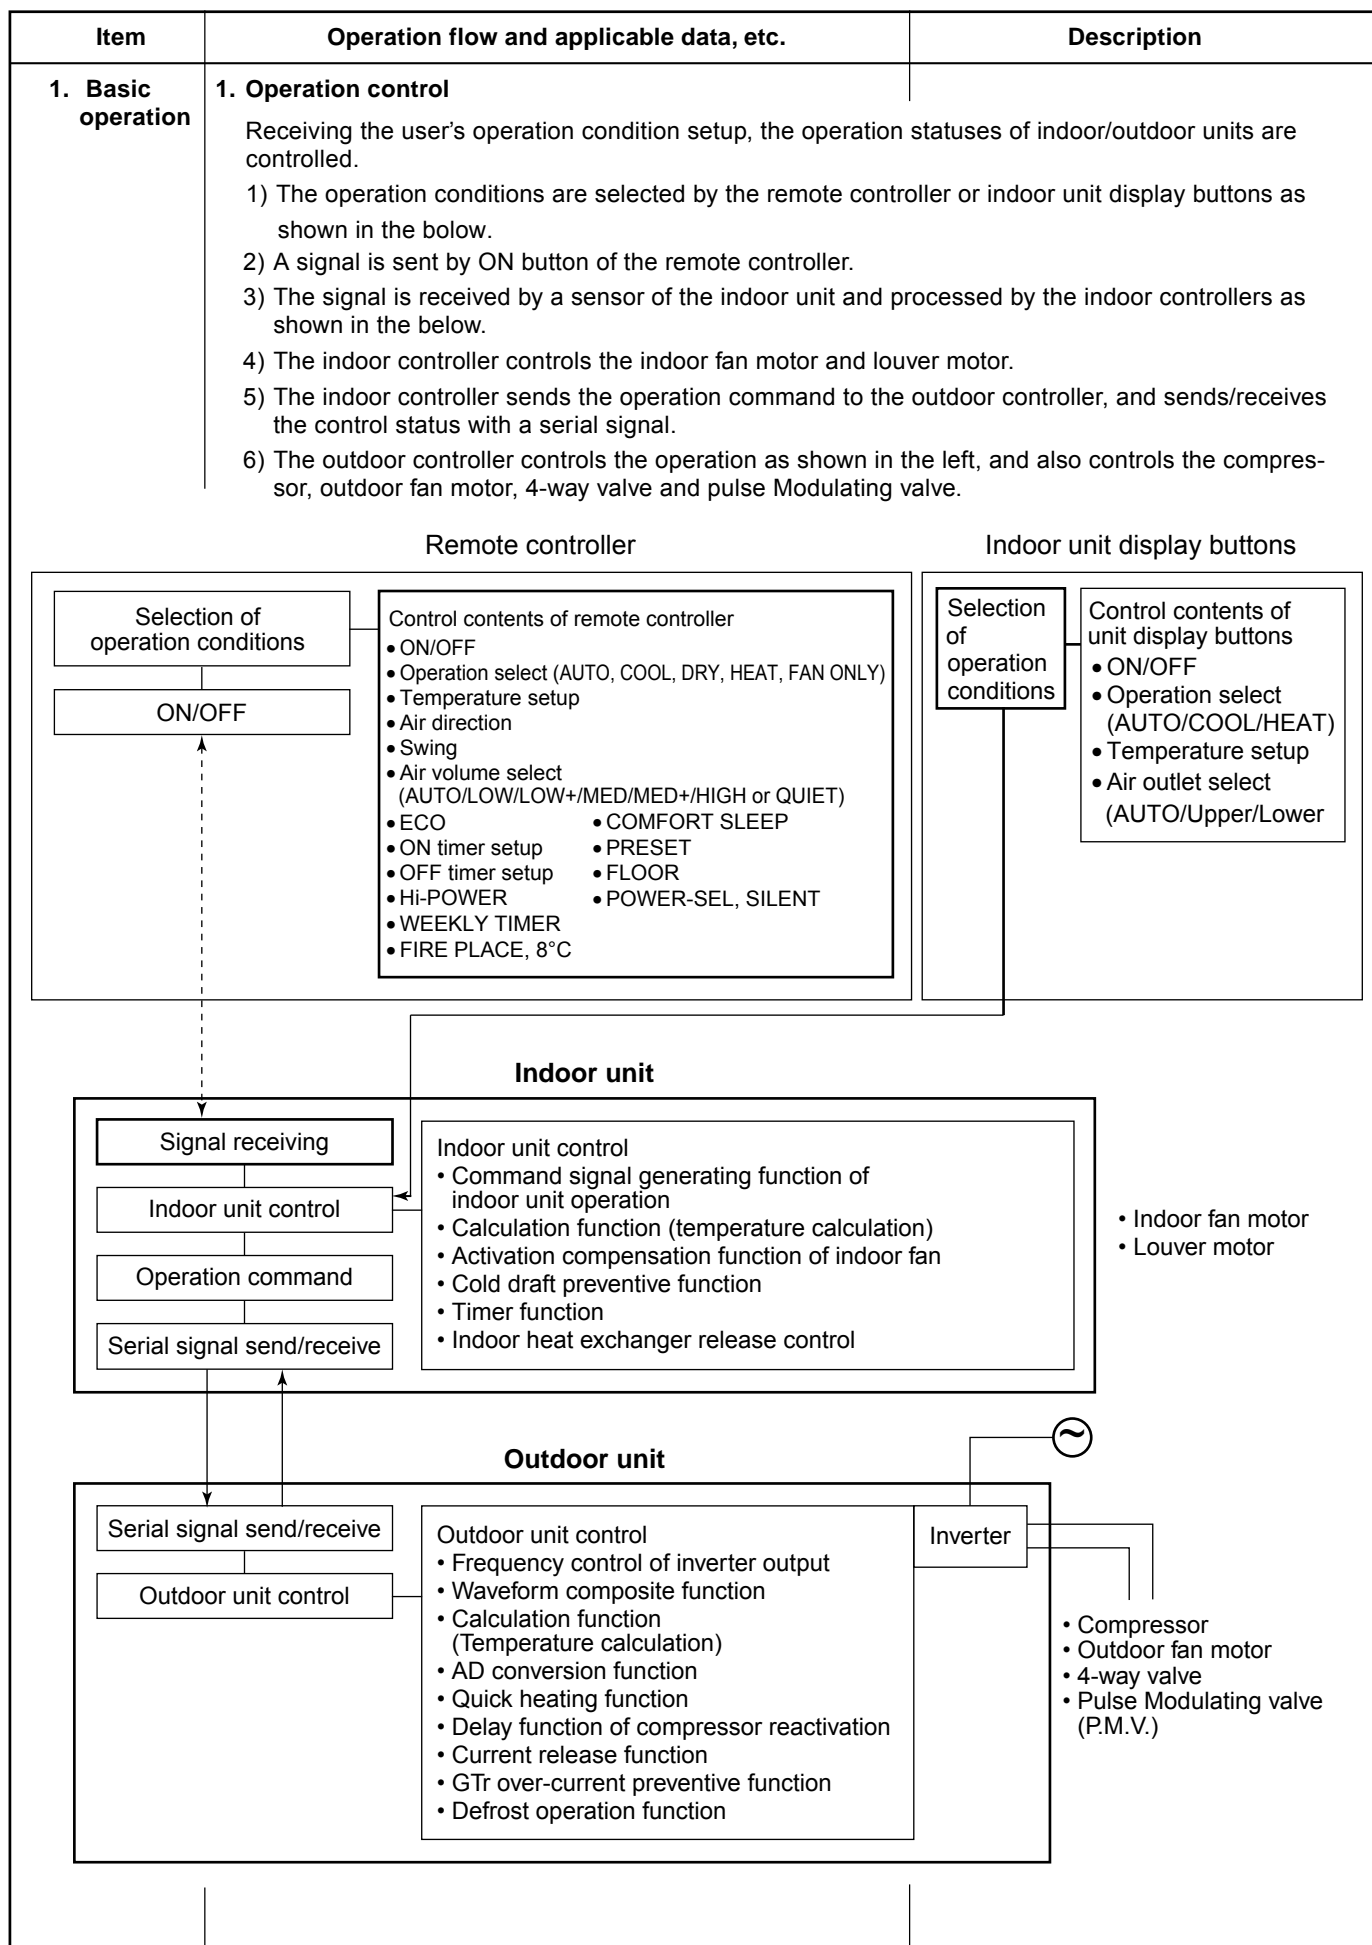 Item
Operation flow and applicable data, etc.
Description
1. Basic
operation
1. Operation control
Receiving the user's operation condition setup, the operation statuses of indoor/outdoor units are
controlled.
1) The operation conditions are selected by the remote controller or indoor unit display buttons as
shown in the bolow.
2) A signal is sent by ON button of the remote controller.
3) The signal is received by a sensor of the indoor unit and processed by the indoor controllers as
shown in the below.
4) The indoor controller controls the indoor fan motor and louver motor.
5) The indoor controller sends the operation command to the outdoor controller, and sends/receives
the control status with a serial signal.
6) The outdoor controller controls the operation as shown in the left, and also controls the compres-
sor, outdoor fan motor, 4-way valve and pulse Modulating valve.
Remote controller
Selection of
operation conditions
ON/OFF
Control contents of remote controller
• ON/OFF
• Operation select (AUTO, COOL, DRY, HEAT, FAN ONLY)
• Temperature setup
• Air direction
• Swing
• Air volume select
(AUTO/LOW/LOW+/MED/MED+/HIGH or QUIET)
• ECO
• ON timer setup
• OFF timer setup
• Hi-POWER
• WEEKLY TIMER
• FIRE PLACE, 8°C
• COMFORT SLEEP
• PRESET
• FLOOR
• POWER-SEL, SILENT
Indoor unit display buttons
Selection
of
operation
conditions
Control contents of
unit display buttons
• ON/OFF
• Operation select
(AUTO/COOL/HEAT)
• Temperature setup
• Air outlet select
(AUTO/Upper/Lower
Indoor unit
Signal receiving
Indoor unit control
Operation command
Serial signal send/receive
Indoor unit control
• Command signal generating function of
indoor unit operation
• Calculation function (temperature calculation)
• Activation compensation function of indoor fan
• Cold draft preventive function
• Timer function
• Indoor heat exchanger release control
• Indoor fan motor
• Louver motor
Outdoor unit
~
Serial signal send/receive
Outdoor unit control
Outdoor unit control
• Frequency control of inverter output
• Waveform composite function
• Calculation function
(Temperature calculation)
• AD conversion function
• Quick heating function
• Delay function of compressor reactivation
• Current release function
• GTr over-current preventive function
• Defrost operation function
Inverter
• Compressor
• Outdoor fan motor
• 4-way valve
• Pulse Modulating valve
(P.M.V.)